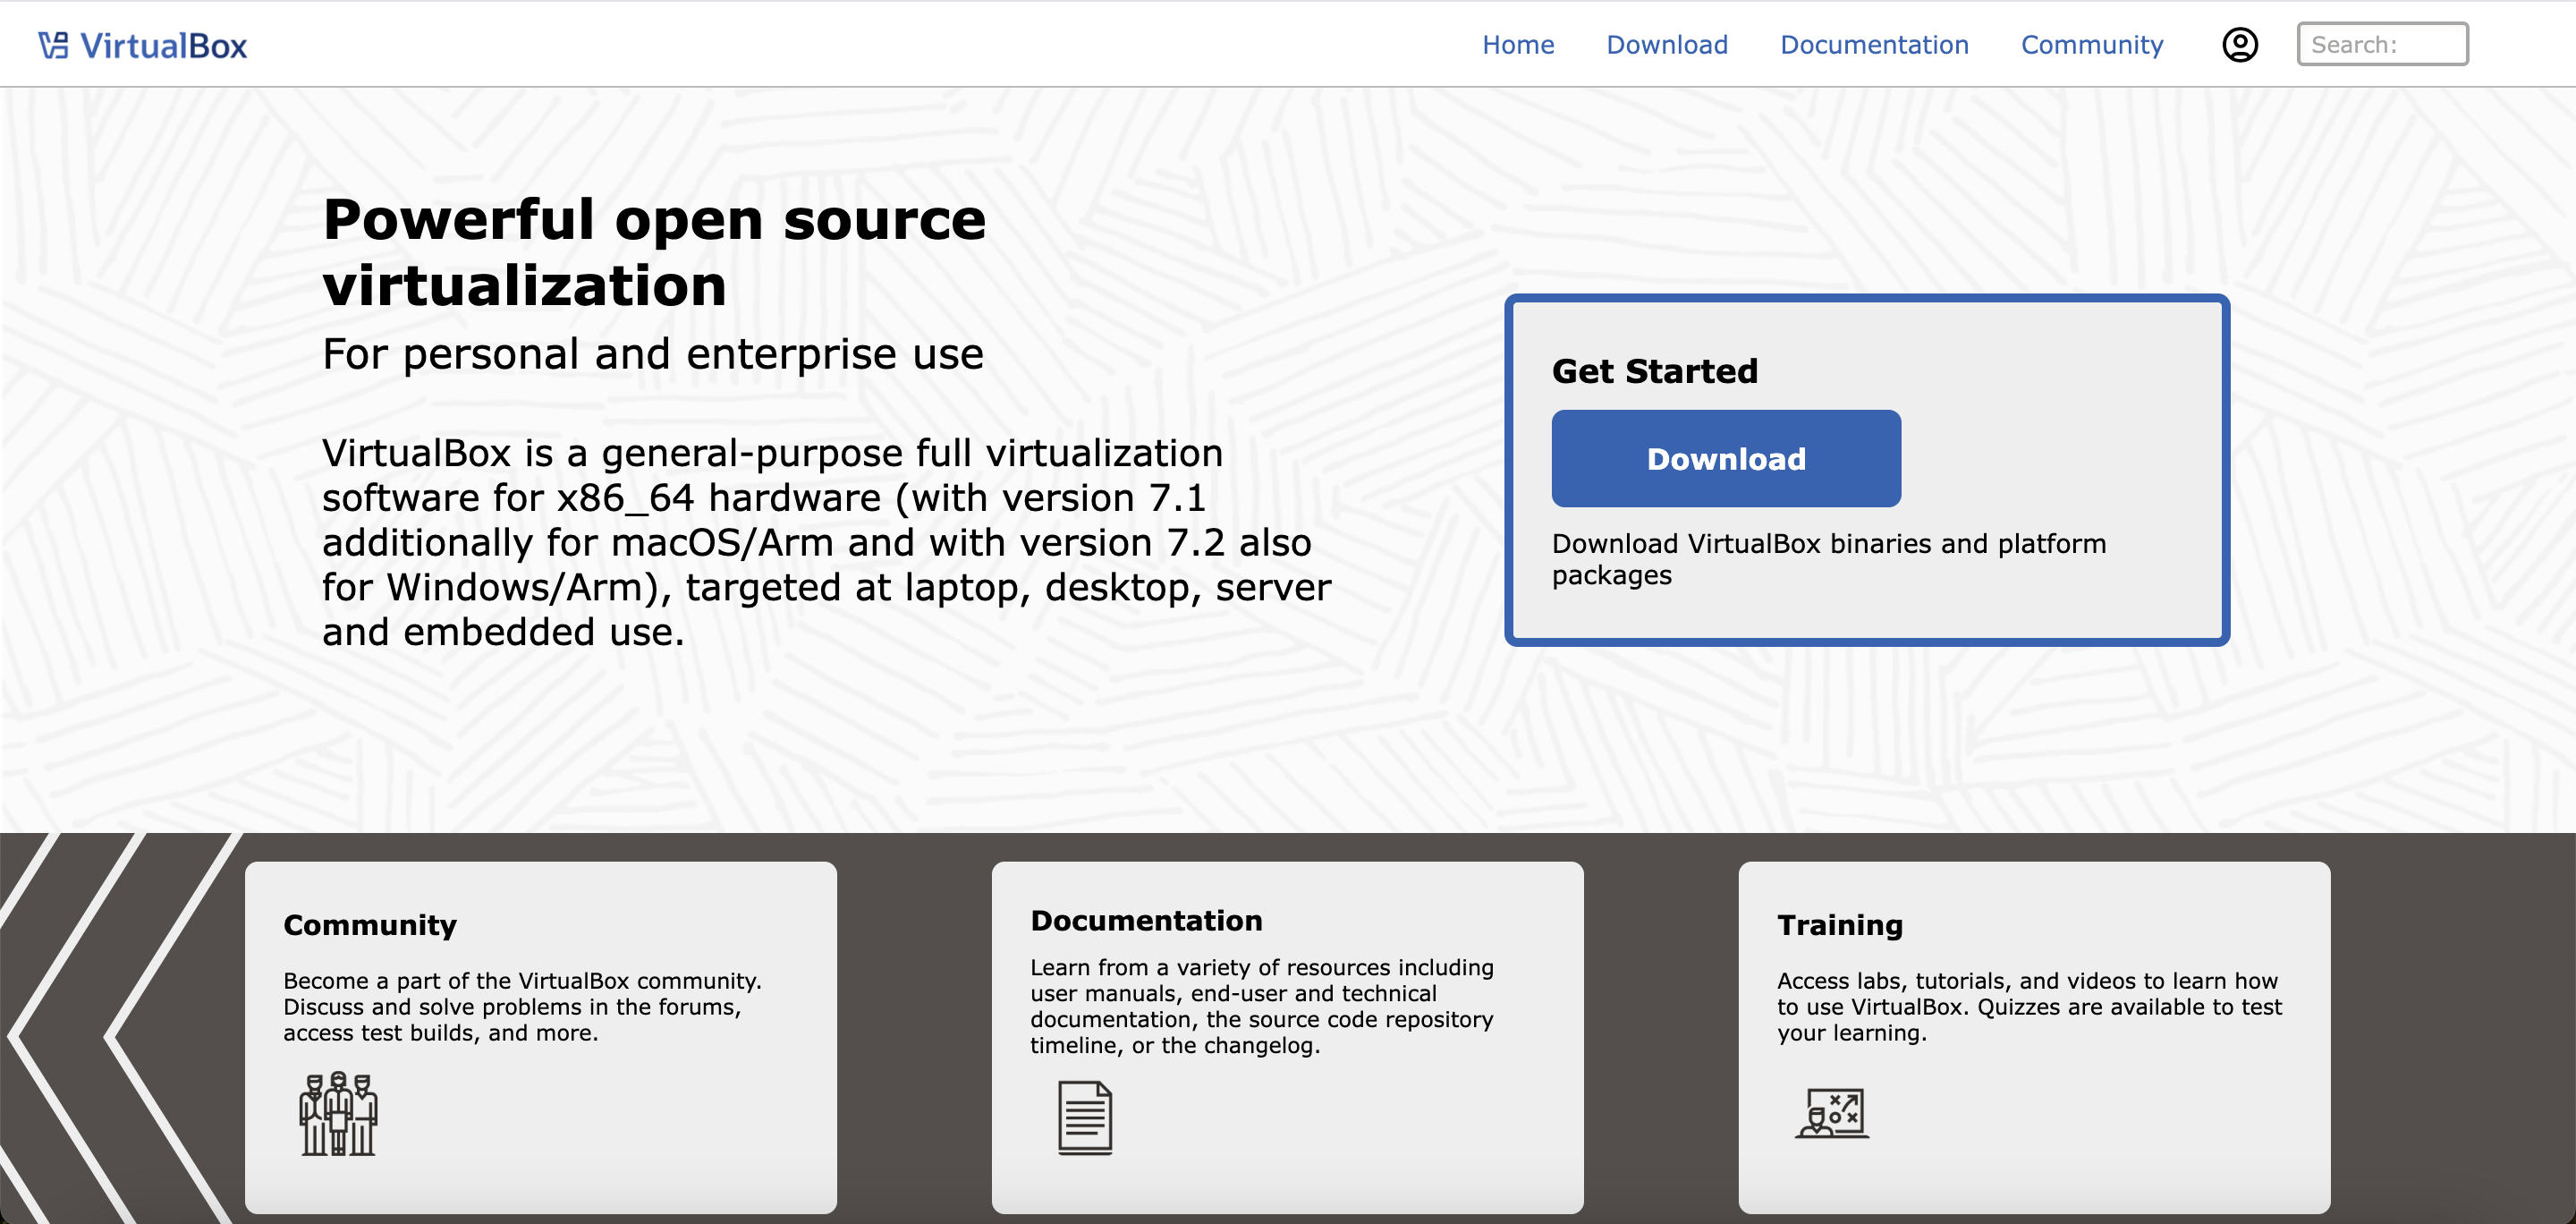 VirtualBox
Home Download Documentation Community Search:
Powerful open source
virtualization
For personal and enterprise use
VirtualBox is a general-purpose full virtualization
software for x86_64 hardware (with version 7.1
additionally for macOS/Arm and with version 7.2 also
for Windows/Arm), targeted at laptop, desktop, server
and embedded use.
Get Started
Download
Download VirtualBox binaries and platform
packages
Community
Become a part of the VirtualBox community.
Discuss and solve problems in the forums,
access test builds, and more.
Documentation
Learn from a variety of resources including
user manuals, end-user and technical
documentation, the source code repository
timeline, or the changelog.
Training
Access labs, tutorials, and videos to learn how
to use VirtualBox. Quizzes are available to test
your learning.